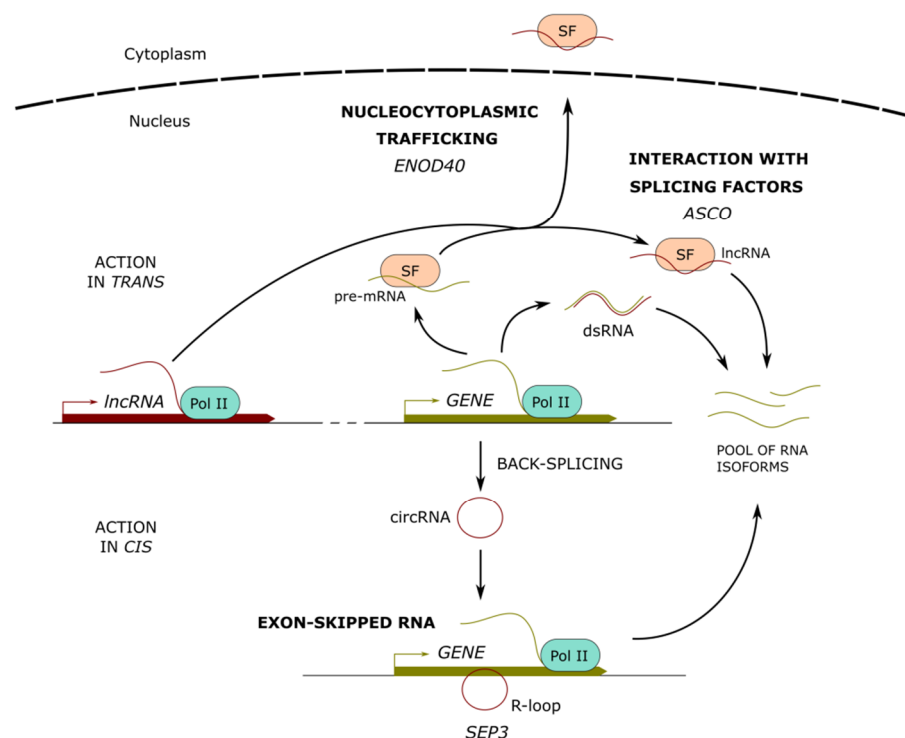 SF
Cytoplasm
Nucleus
NUCLEOCYTOPLASMIC
TRAFFICKING
ENOD40
INTERACTION WITH
SPLICING FACTORS
ASCO
ACTION
IN TRANS
SF
pre-mRNA
SF
lncRNA
dsRNA
lncRNA
Pol II
GENE
Pol II
POOL OF RNA
ISOFORMS
BACK-SPLICING
circRNA
ACTION
IN CIS
EXON-SKIPPED RNA
GENE
Pol II
R-loop
SEP3